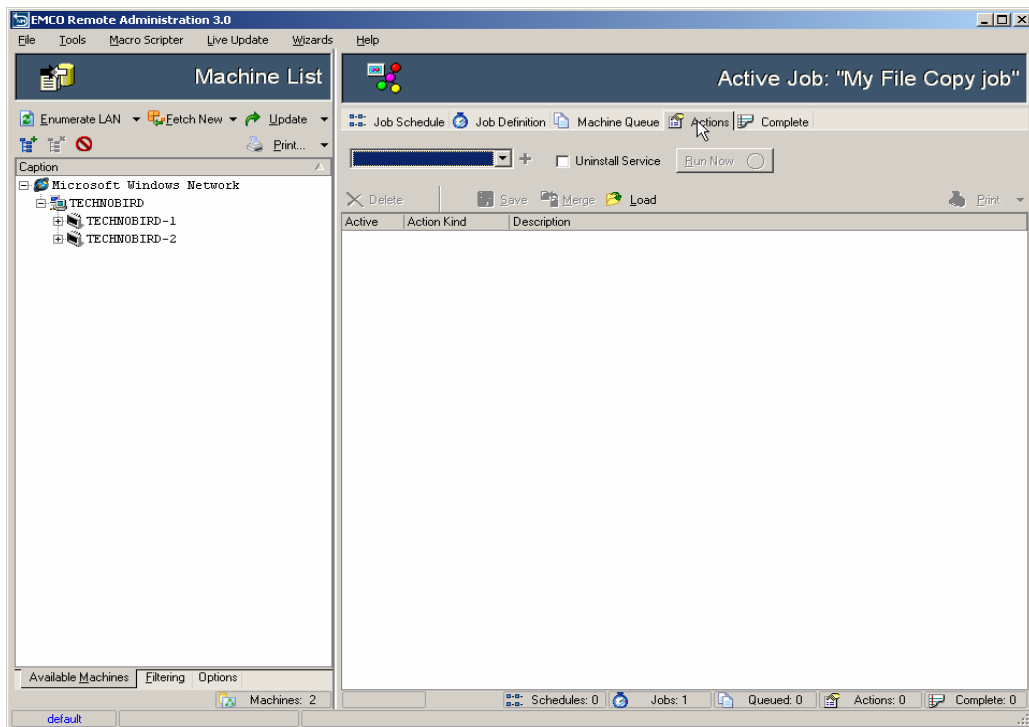 EMCO Remote Administration 3.0
File Tools Macro Scripter Live Update Wizards Help
Machine List
Active Job: "My File Copy job"
Enumerate LAN Fetch New Update
Job Schedule Job Definition Machine Queue Actions Complete
Print...
Uninstall Service Run Now
Caption
Delete Save Merge Load Print
Active Action Kind Description
Microsoft Windows Network
TECHNOBIRD
TECHNOBIRD-1
TECHNOBIRD-2
Available Machines Filtering Options
Machines: 2
Schedules: 0 Jobs: 1 Queued: 0 Actions: 0 Complete: 0
default